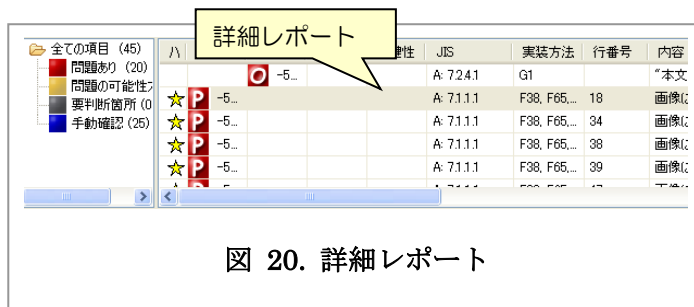 詳細レポート
全ての項目 (45)
問題あり (20)
問題の可能性
要判断箇所 (0
手動確認 (25)
ハ 性 JIS 実装方法 行番号 内容
O -5... A: 7.2.4.1 G1 "本文
P -5... A: 7.1.1.1 F38, F65,... 18 画像
P -5... A: 7.1.1.1 F38, F65,... 34 画像
P -5... A: 7.1.1.1 F38, F65,... 38 画像
P -5... A: 7.1.1.1 F38, F65,... 39 画像
図 20. 詳細レポート